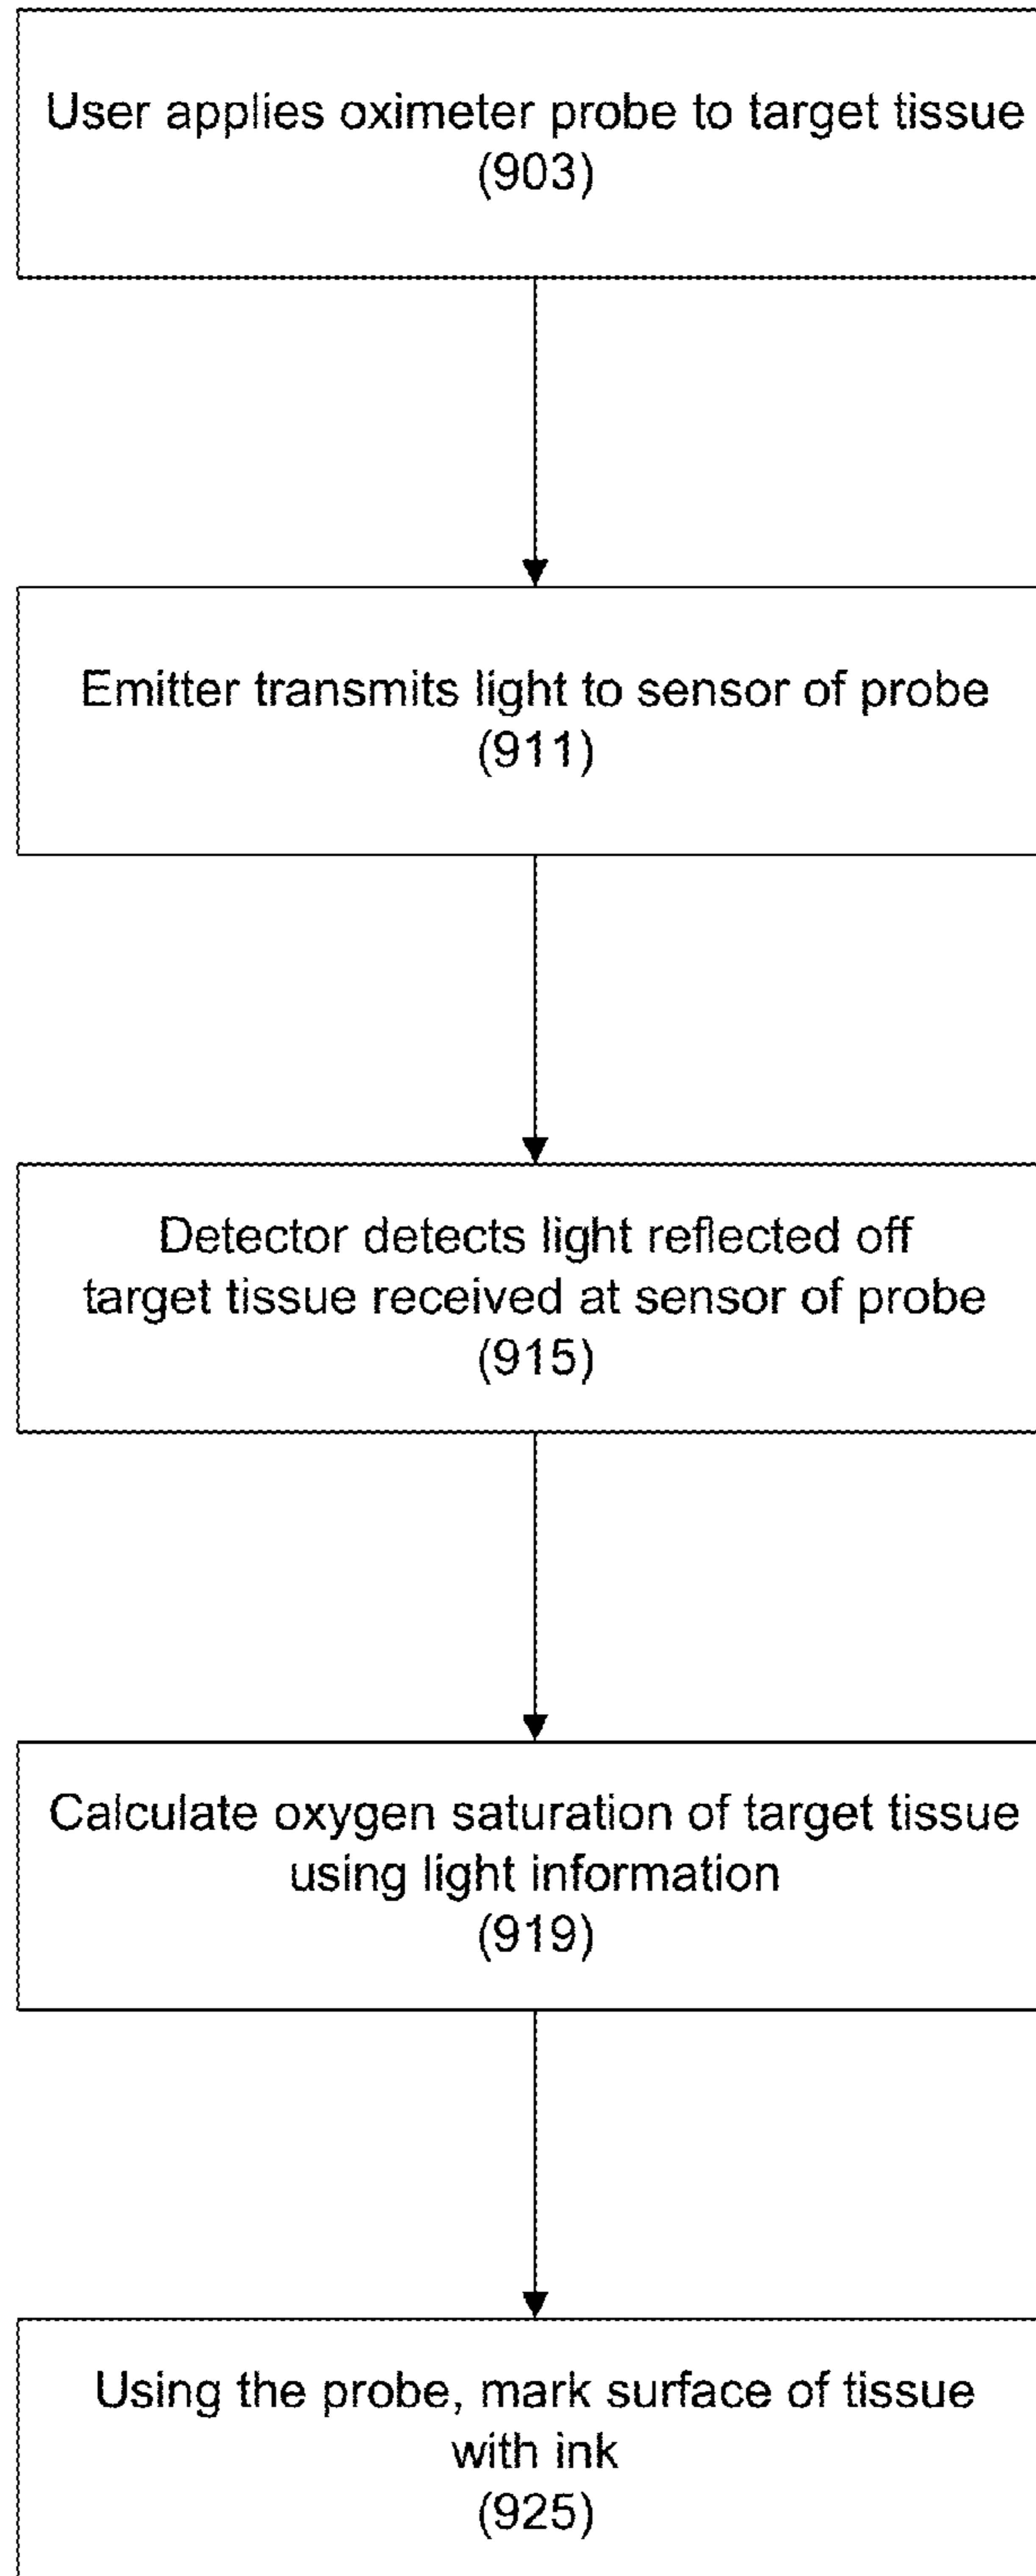 User applies oximeter probe to target tissue
(903)
Emitter transmits light to sensor of probe
(911)
Detector detects light reflected off
target tissue received at sensor of probe
(915)
Calculate oxygen saturation of target tissue
using light information
(919)
Using the probe, mark surface of tissue
with ink
(925)